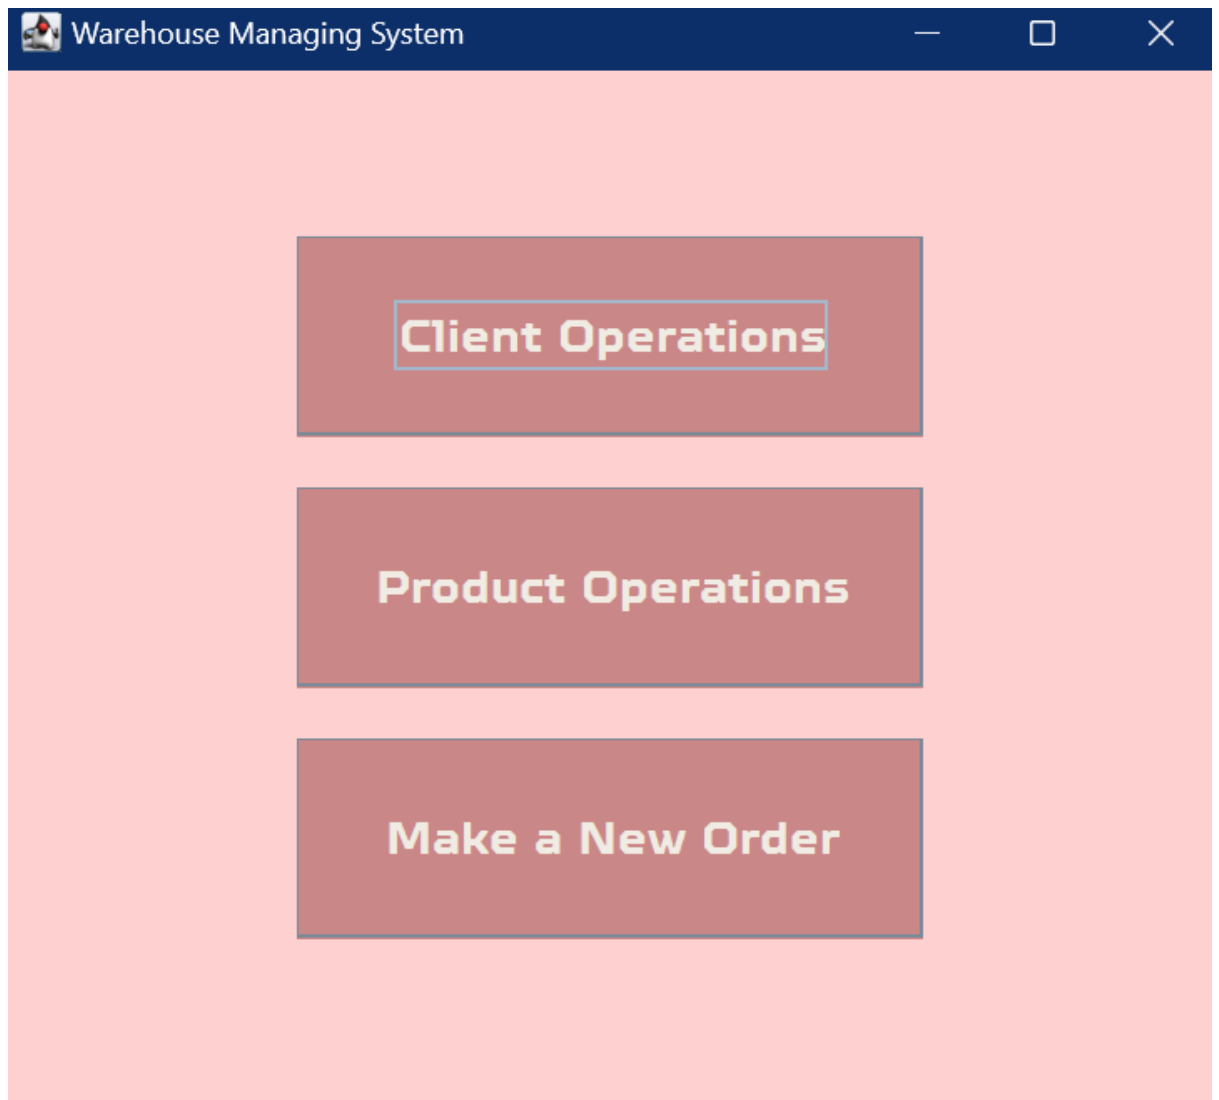 Warehouse Managing System
Client Operations
Product Operations
Make a New Order